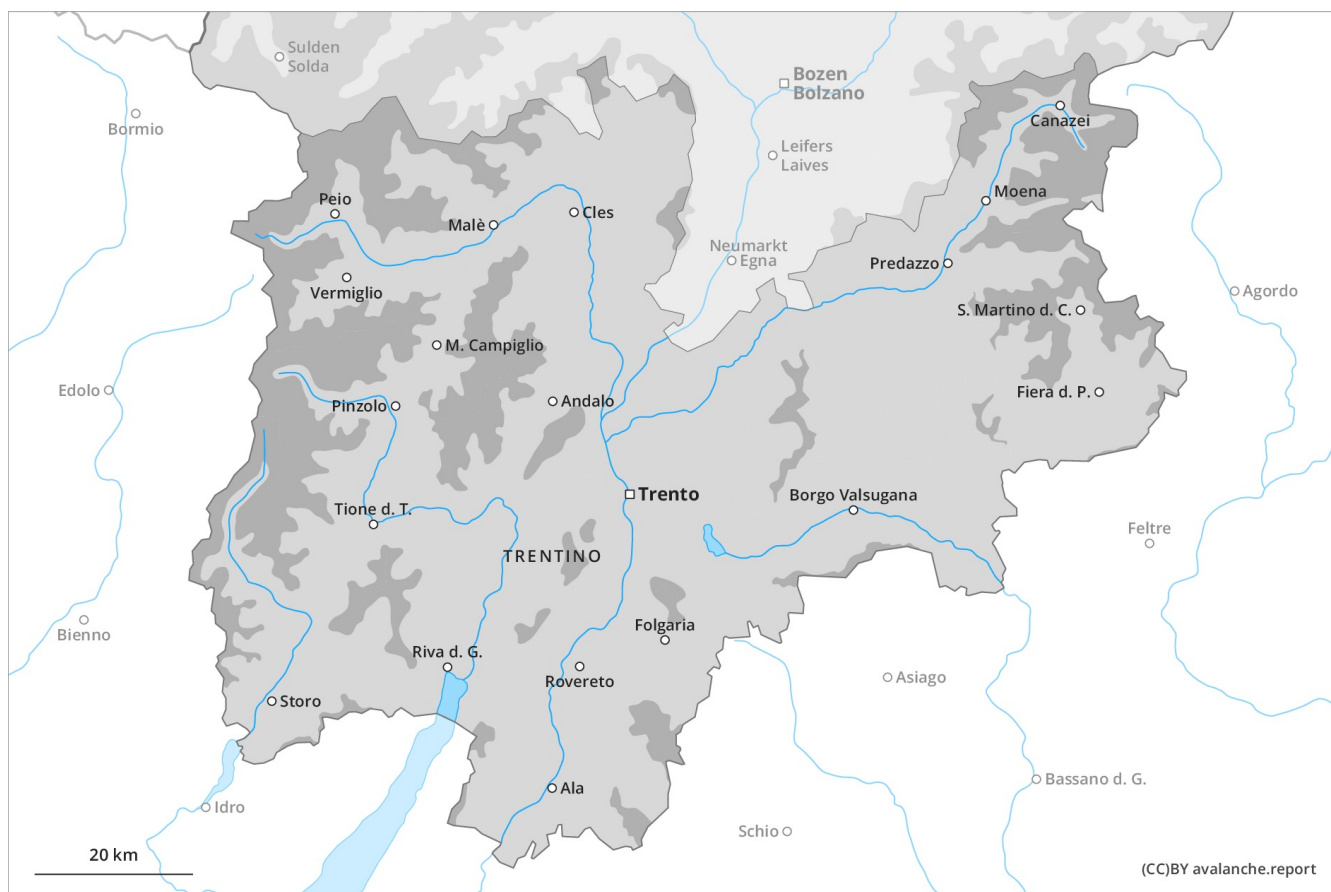 Sulden
Solda
Bozen
Bolzano
Bormio
Canazei
Leifers
Laives
Moena
Peio
Malè
Cles
Neumarkt
Egna
Predazzo
Vermiglio
Agordo
S. Martino d. C.
M. Campiglio
Edolo
Pinzolo
Andalo
Fiera d. P.
Trento
Borgo Valsugana
Tione d. T.
Feltre
TRENTINO
Bienno
Folgaria
Riva d. G.
Rovereto
Asiago
Storo
Bassano d. G.
Ala
Idro
Schio
20 km
(CC)BY avalanche.report